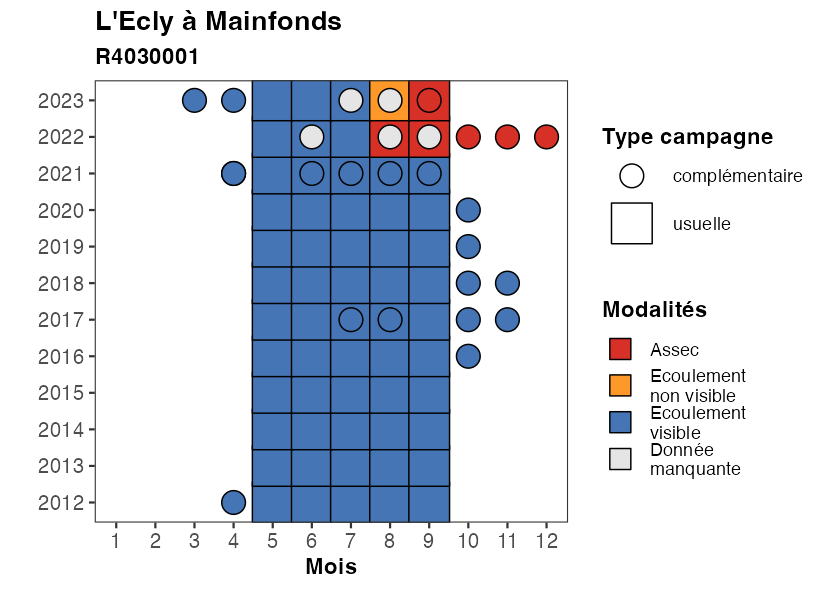 L'Ecly à Mainfonds
R4030001
2023
2022
2021
2020
2019
2018
2017
2016
2015
2014
2013
2012
1 2 3 4 5 6 7 8 9 10 11 12
Mois
Type campagne
complémentaire
usuelle
Modalités
Assec
Ecoulement
non visible
Ecoulement
visible
Donnée
manquante